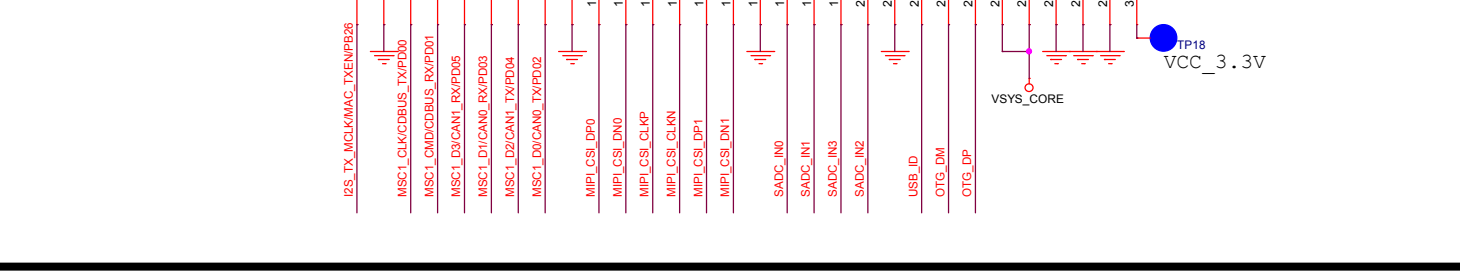 I2S_TX_MCLK/MAC_TXEN/PB26
MSC1_CLK/CDBUS_TX/PD00
MSC1_CMD/CDBUS_RX/PD01
MSC1_D3/CAN1_RX/PD05
MSC1_D1/CAN0_RX/PD03
MSC1_D2/CAN1_TX/PD04
MSC1_D0/CAN0_TX/PD02
MIPI_CSI_DP0
MIPI_CSI_DN0
MIPI_CSI_CLKP
MIPI_CSI_CLKN
MIPI_CSI_DP1
MIPI_CSI_DN1
SADC_IN0
SADC_IN1
SADC_IN3
SADC_IN2
USB_ID
OTG_DM
OTG_DP
VSYS_CORE
TP18
VCC_3.3V